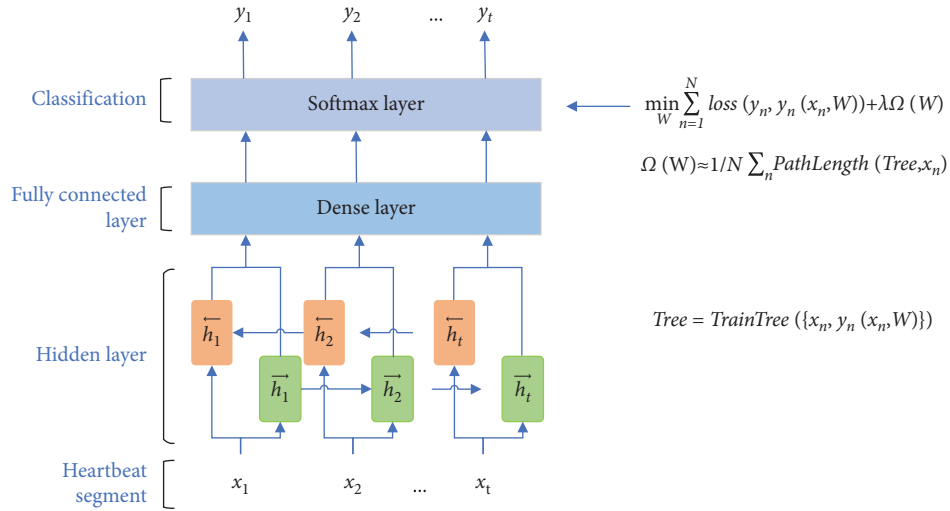 y₁ y₂ ... yₜ
Classification
Softmax layer
min_W ∑_{n=1}^{N} loss (yₙ, yₙ (xₙ,W))+λΩ (W)
Ω (W)≈1/N ∑ₙ PathLength (Tree,xₙ)
Fully connected
layer
Dense layer
Hidden layer
←h₁ ←h₂ ←hₜ
Tree = TrainTree ({xₙ, yₙ (xₙ,W)})
→h₁ →h₂ →hₜ
Heartbeat
segment
x₁ x₂ ... xₜ